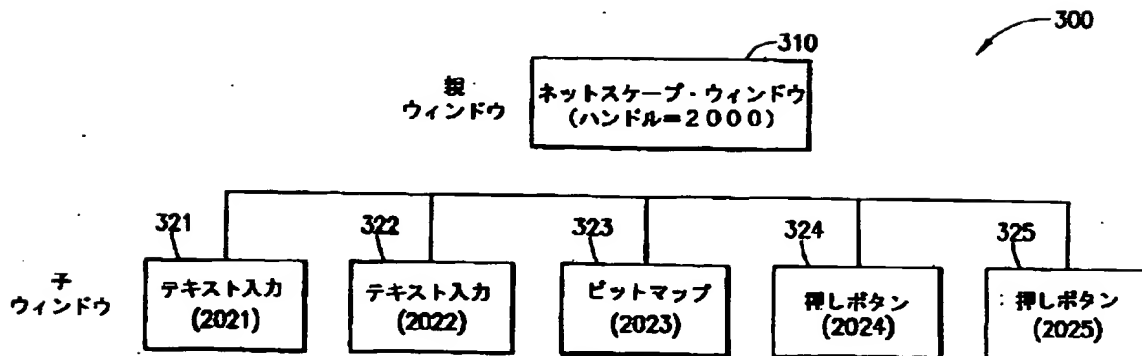 300
310
親
ウィンドウ
ネットスケープ・ウィンドウ
(ハンドル=2000)
321
322
323
324
325
子
ウィンドウ
テキスト入力
(2021)
テキスト入力
(2022)
ビットマップ
(2023)
押しボタン
(2024)
押しボタン
(2025)